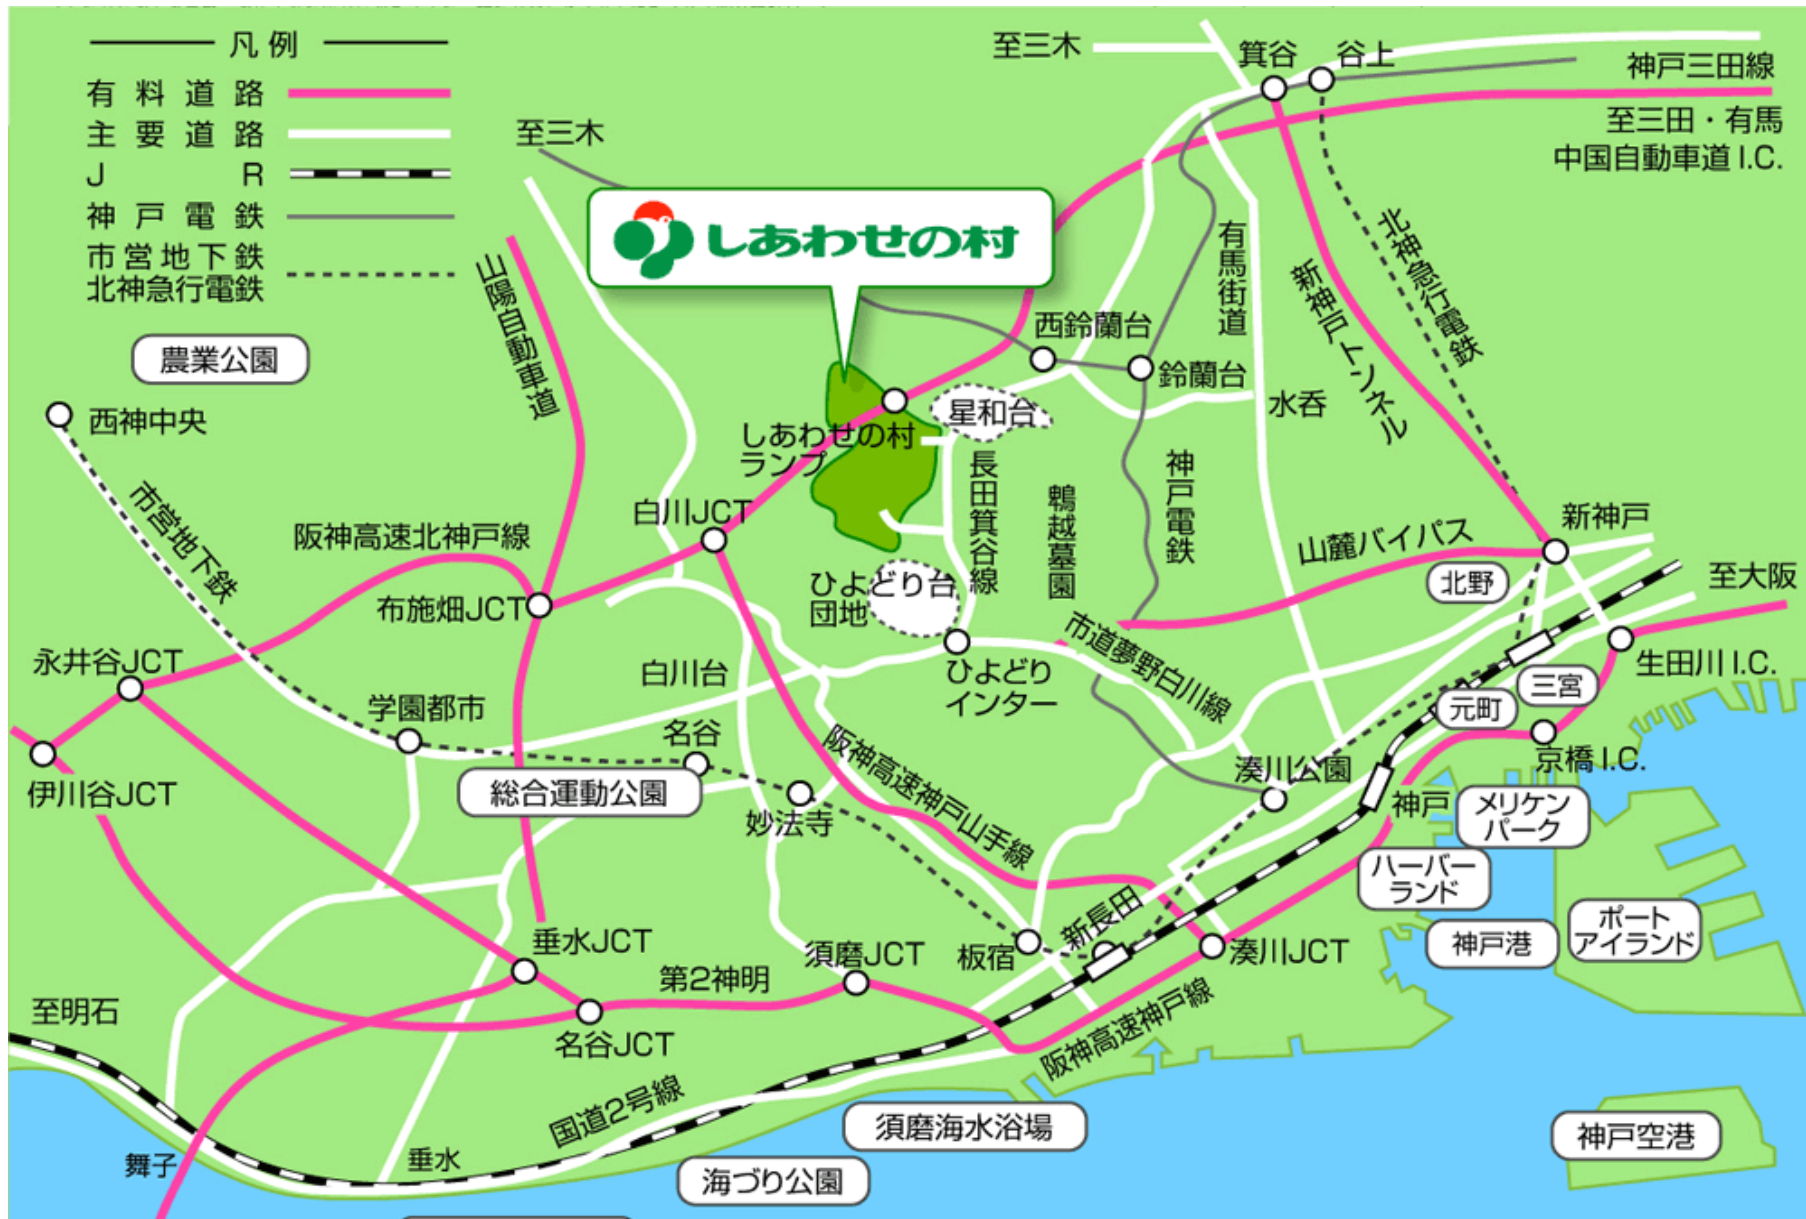 凡例
有料道路
主要道路
JR
神戸電鉄
市営地下鉄
北神急行電鉄
至三木
箕谷
谷上
神戸三田線
至三田・有馬
中国自動車道I.C.
至三木
しあわせの村
山陽自動車道
有馬街道
新神戸トンネル
北神急行電鉄
農業公園
西神中央
西鈴蘭台
鈴蘭台
水呑
星和台
しあわせの村
ランプ
長田箕谷線
鵯越墓園
神戸電鉄
市営地下鉄
阪神高速北神戸線
白川JCT
山麓バイパス
新神戸
北野
至大阪
布施畑JCT
ひよどり台
団地
市道夢野白川線
永井谷JCT
白川台
ひよどり
インター
生田川I.C.
三宮
元町
学園都市
名谷
阪神高速神戸山手線
湊川公園
京橋I.C.
伊川谷JCT
総合運動公園
妙法寺
神戸
メリケン
パーク
ハーバー
ランド
垂水JCT
須磨JCT
板宿
新長田
湊川JCT
神戸港
ポート
アイランド
第2神明
至明石
名谷JCT
阪神高速神戸線
国道2号線
須磨海水浴場
神戸空港
舞子
垂水
海づり公園